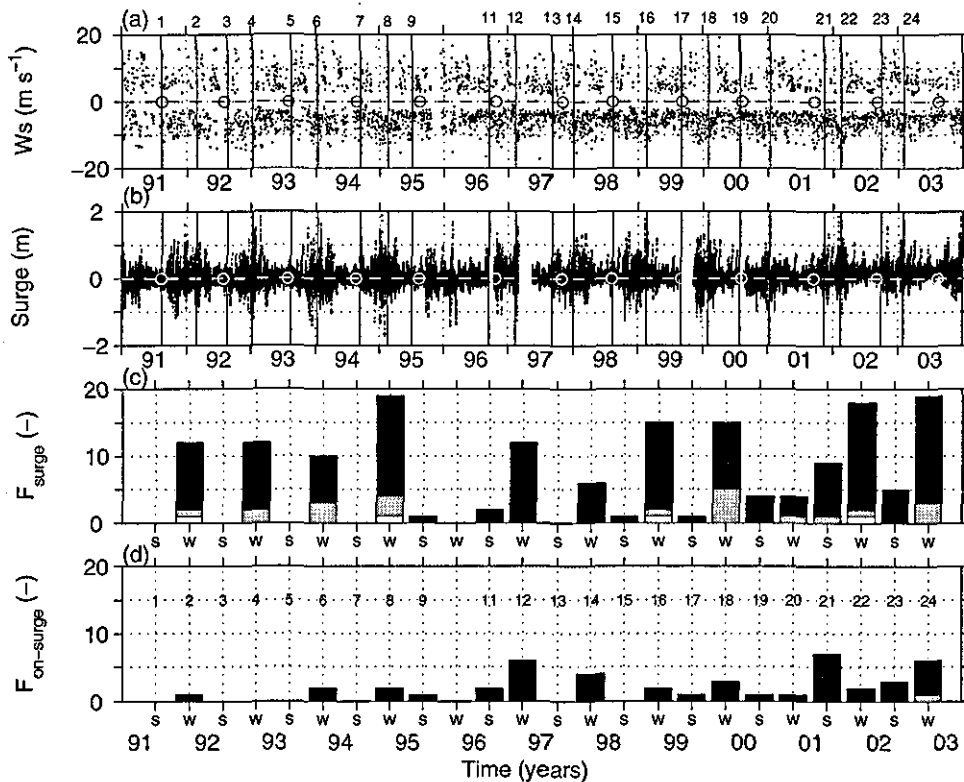 (a) 1 2 3 4 5 6 7 8 9 11 12 13 14 15 16 17 18 19 20 21 22 23 24
20
0
−20
Ws (m s⁻¹)
91 92 93 94 95 96 97 98 99 00 01 02 03
(b)
2
0
−2
Surge (m)
91 92 93 94 95 96 97 98 99 00 01 02 03
(c)
20
10
0
F surge (−)
s w s w s w s w s w s w s w s w s w s w s w s w s w
(d)
20
10
0
F on−surge (−)
1 2 3 4 5 6 7 8 9 11 12 13 14 15 16 17 18 19 20 21 22 23 24
s w s w s w s w s w s w s w s w s w s w s w s w s w
91 92 93 94 95 96 97 98 99 00 01 02 03
Time (years)